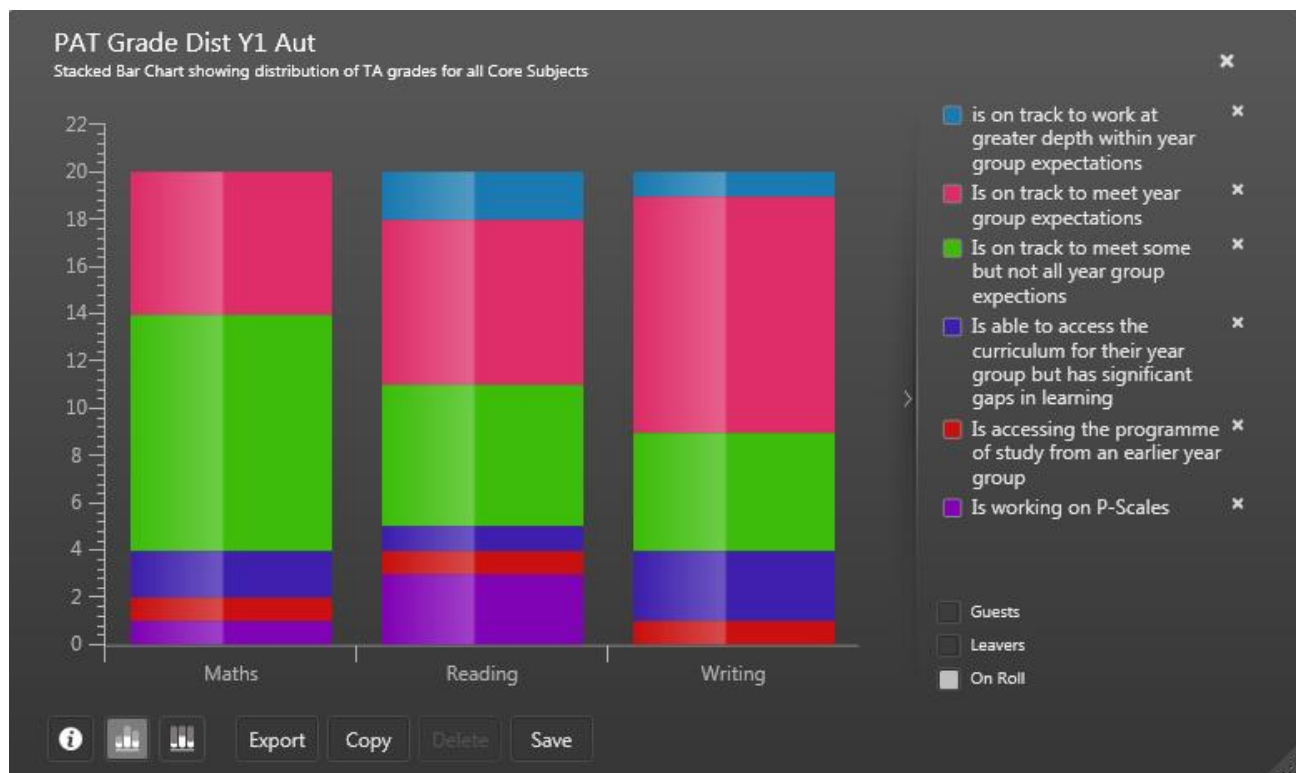 PAT Grade Dist Y1 Aut
Stacked Bar Chart showing distribution of TA grades for all Core Subjects
22
20
18
16
14
12
10
8
6
4
2
0
Maths
Reading
Writing
is on track to work at
greater depth within year
group expectations
Is on track to meet year
group expectations
Is on track to meet some
but not all year group
expections
Is able to access the
curriculum for their year
group but has significant
gaps in learning
Is accessing the programme
of study from an earlier year
group
Is working on P-Scales
Guests
Leavers
On Roll
Export
Copy
Delete
Save